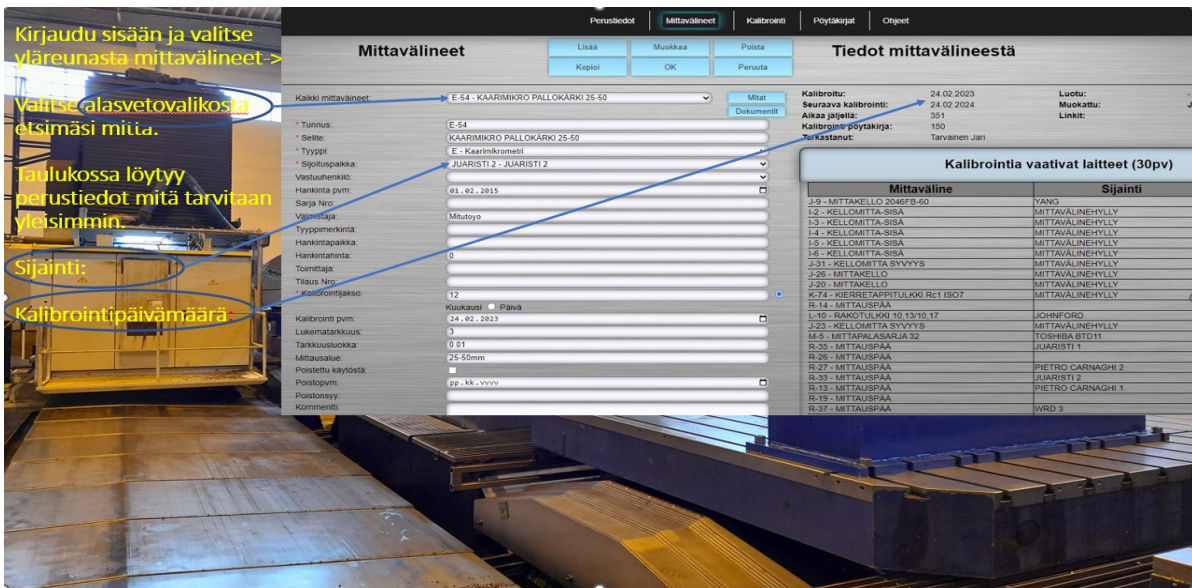 Kirjaudu sisään ja valitse
yläreunasta mittavälineet->
Valitse alasvetovalikosta
etsimäsi mitta.
Taulukossa löytyy
perustiedot mitä tarvitaan
yleisimmin.
Sijainti:
Kalibrointipäivämäärä:
Perustiedot Mittavälineet Kalibrointi Pöytäkirjat Ohjeet
Mittavälineet
Lisää Muokkaa Poista
Kopioi OK Peruuta
Kaikki mittavälineet: E-54 - KAARIMIKRO PALLOKÄRKI 25-50 Mitat
Dokumentit
* Tunnus: E-54
* Selite: KAARIMIKRO PALLOKÄRKI 25-50
* Tyyppi: E - Kaarimikrometri
* Sijoituspaikka: JUARISTI 2 - JUARISTI 2
Vastuuhenkilö:
Hankinta pvm: 01.02.2015
Sarja Nro:
Valmistaja: Mitutoyo
Tyyppimerkintä:
Hankintapaikka:
Hankintahinta: 0
Toimittaja:
Tilaus Nro:
* Kalibrointijakso: 12
Kuukausi Päivä
Kalibrointi pvm: 24.02.2023
Lukematarkkuus: 3
Tarkkuusluokka: 0.01
Mittausalue: 25-50mm
Poistettu käytöstä:
Poistopvm: pp.kk.vvvv
Poistonsyy:
Kommentti:
Tiedot mittavälineestä
Kalibroitu: 24.02.2023 Luotu: -
Seuraava kalibrointi: 24.02.2024 Muokattu: J
Aikaa jäljellä: 351 Linkit:
Kalibrointi pöytäkirja: 150
Tarkastanut: Tarvainen Jari
Kalibrointia vaativat laitteet (30pv)
Mittaväline Sijainti
J-9 - MITTAKELLO 2046FB-60 YANG
I-2 - KELLOMITTA-SISÄ MITTAVÄLINEHYLLY
I-3 - KELLOMITTA-SISÄ MITTAVÄLINEHYLLY
I-4 - KELLOMITTA-SISÄ MITTAVÄLINEHYLLY
I-5 - KELLOMITTA-SISÄ MITTAVÄLINEHYLLY
I-6 - KELLOMITTA-SISÄ MITTAVÄLINEHYLLY
J-31 - KELLOMITTA SYVYYS MITTAVÄLINEHYLLY
J-26 - MITTAKELLO MITTAVÄLINEHYLLY
J-20 - MITTAKELLO MITTAVÄLINEHYLLY
K-74 - KIERRETAPPITULKKI Rc1 ISO7 MITTAVÄLINEHYLLY
R-14 - MITTAUSPÄÄ
L-10 - RAKOTULKKI 10,13/10,17 JOHNFORD
J-23 - KELLOMITTA SYVYYS MITTAVÄLINEHYLLY
M-5 - MITTAPALASARJA 32 TOSHIBA BTD11
R-35 - MITTAUSPÄÄ JUARISTI 1
R-26 - MITTAUSPÄÄ
R-27 - MITTAUSPÄÄ PIETRO CARNAGHI 2
R-33 - MITTAUSPÄÄ JUARISTI 2
R-13 - MITTAUSPÄÄ PIETRO CARNAGHI 1
R-19 - MITTAUSPÄÄ
R-37 - MITTAUSPÄÄ WRD 3